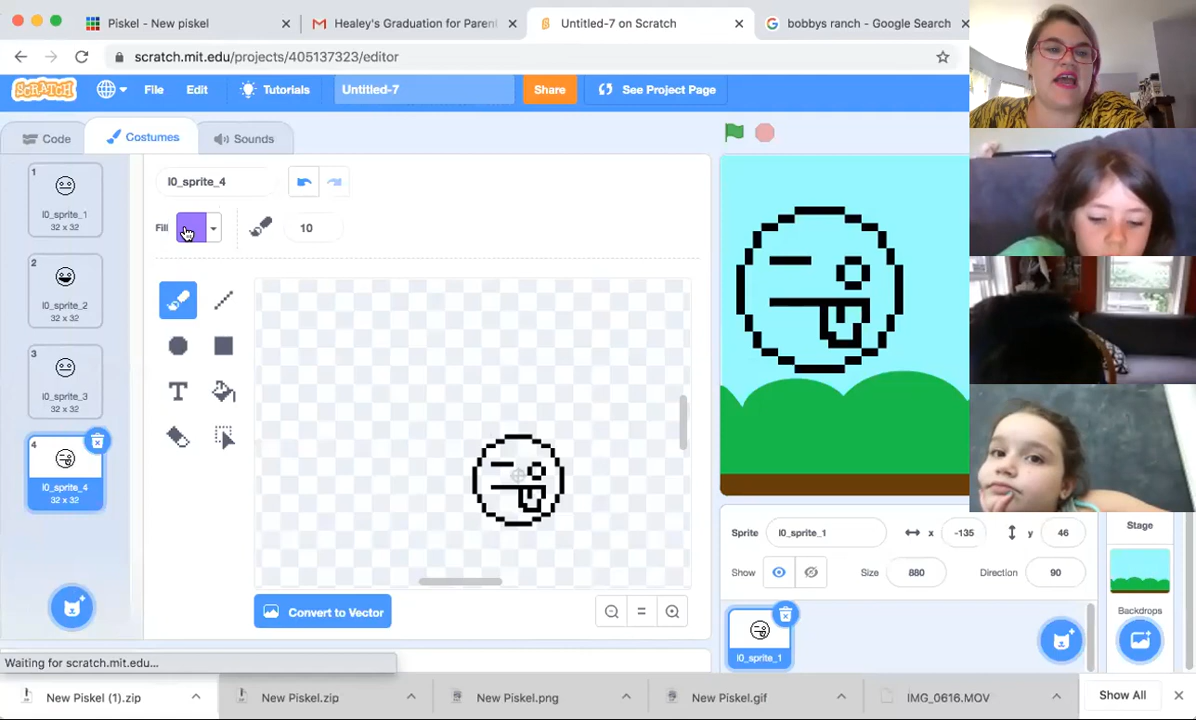 Piskel - New piskel
Healey's Graduation for Paren
Untitled-7 on Scratch
bobbys ranch - Google Search
scratch.mit.edu/projects/405137323/editor
SCRATCH
File
Edit
Tutorials
Untitled-7
Share
See Project Page
Code
Costumes
Sounds
1
l0_sprite_1
32 x 32
2
l0_sprite_2
32 x 32
3
l0_sprite_3
32 x 32
4
l0_sprite_4
32 x 32
l0_sprite_4
Fill
10
T
Convert to Vector
Sprite
l0_sprite_1
x
-135
y
46
Show
Size
880
Direction
90
l0_sprite_1
Stage
Backdrops
Waiting for scratch.mit.edu...
New Piskel (1).zip
New Piskel.zip
New Piskel.png
New Piskel.gif
IMG_0616.MOV
Show All